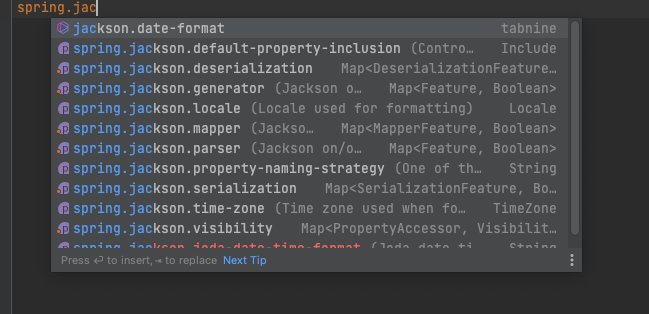 spring.jac
jackson.date-format tabnine
spring.jackson.default-property-inclusion (Contro… Include
spring.jackson.deserialization Map<DeserializationFeature…
spring.jackson.generator (Jackson o… Map<Feature, Boolean>
spring.jackson.locale (Locale used for formatting) Locale
spring.jackson.mapper (Jackso… Map<MapperFeature, Boolean>
spring.jackson.parser (Jackson on/o… Map<Feature, Boolean>
spring.jackson.property-naming-strategy (One of th… String
spring.jackson.serialization Map<SerializationFeature, Bo…
spring.jackson.time-zone (Time zone used when fo… TimeZone
spring.jackson.visibility Map<PropertyAccessor, Visibilit…
spring.jackson.joda-date-time-format (Joda date ti… String
Press ⏎ to insert, ⇥ to replace Next Tip